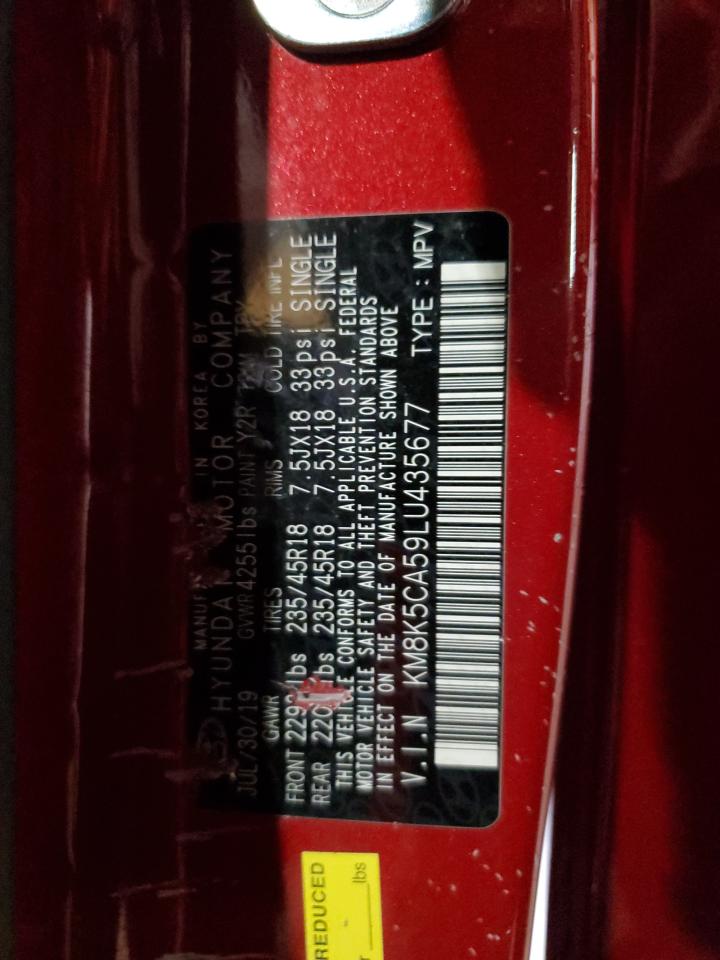 MANUF IN KOREA BY
HYUNDAI MOTOR COMPANY
JUL/30/19 GVWR 4255lbs PAINT Y2R TRIM
GAWR TIRES RIMS COLD TIRE INFL
FRONT lbs 235/45R18 7.5JX18 33psi SINGLE
REAR lbs 235/45R18 7.5JX18 33psi SINGLE
THIS VEHICLE CONFORMS TO ALL APPLICABLE U.S.A. FEDERAL
MOTOR VEHICLE SAFETY AND THEFT PREVENTION STANDARDS
IN EFFECT ON THE DATE OF MANUFACTURE SHOWN ABOVE
V.I.N KM8K5CA59LU435677 TYPE : MPV
REDUCED
lbs